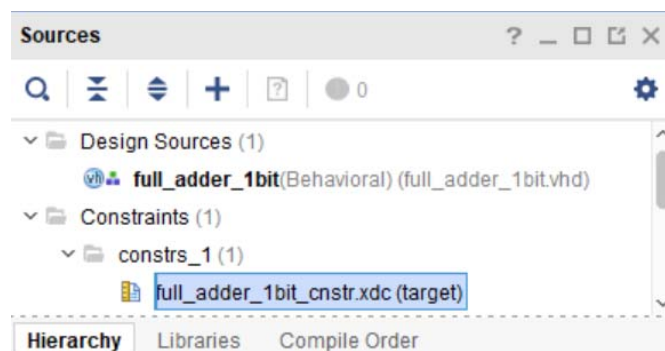 Sources
? 0
Design Sources (1)
full_adder_1bit(Behavioral) (full_adder_1bit.vhd)
Constraints (1)
constrs_1 (1)
full_adder_1bit_cnstr.xdc (target)
Hierarchy Libraries Compile Order